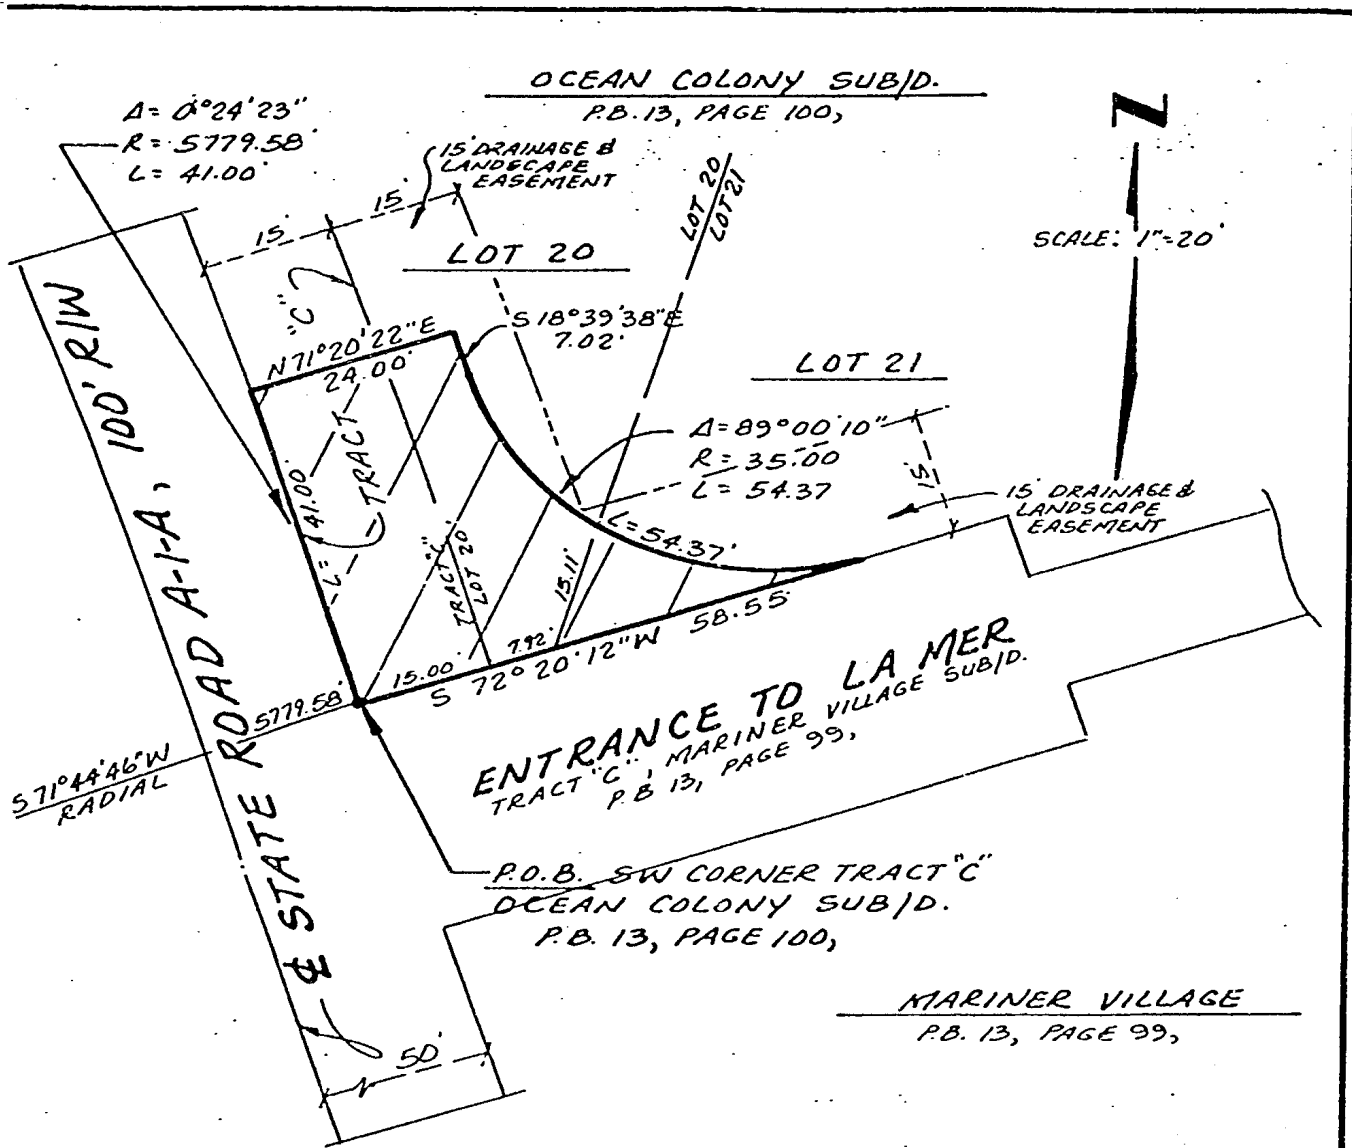 OCEAN COLONY SUB/D.
P.B. 13, PAGE 100,
Δ= 0°24'23"
R= 5779.58'
L= 41.00'
15' DRAINAGE &
LANDSCAPE
EASEMENT
15'
15'
LOT 20
LOT 21
N
SCALE: 1"=20'
"C"
LOT 20
S 18°39'38"E
7.02'
N 71°20'22"E
24.00'
LOT 21
Δ= 89°00'10"
R= 35.00
L= 54.37
15'
15' DRAINAGE &
LANDSCAPE
EASEMENT
TRACT
L= 41.00'
L= 54.37'
TRACT "C"
LOT 20
15.11'
7.92'
15.00'
S 72°20'12"W 58.55'
5779.58'
S 71°44'46"W
RADIAL
℄ STATE ROAD A-1-A, 100' R/W
ENTRANCE TO LA MER
TRACT "C", MARINER VILLAGE SUB/D.
P.B 13, PAGE 99,
P.O.B. SW CORNER TRACT "C"
OCEAN COLONY SUB/D.
P.B. 13, PAGE 100,
MARINER VILLAGE
P.B. 13, PAGE 99,
50'